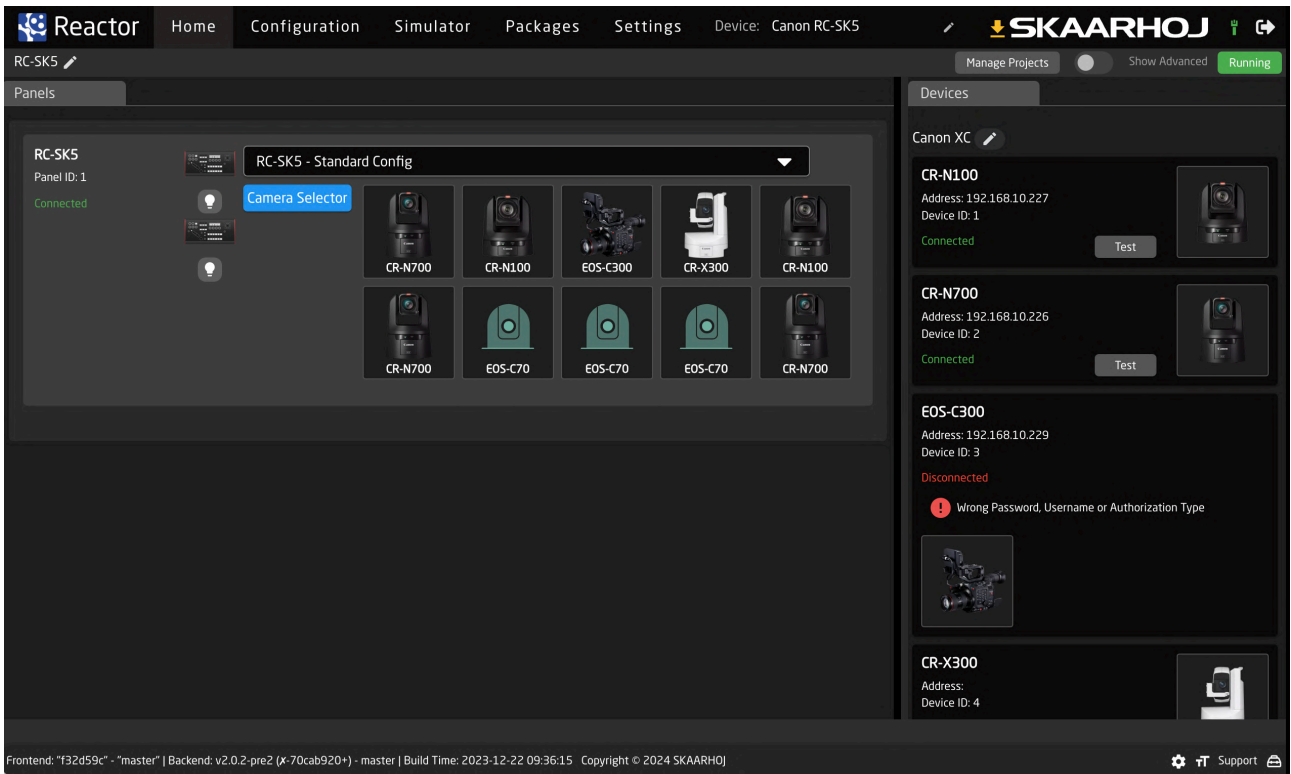 Reactor Home Configuration Simulator Packages Settings Device: Canon RC-SK5 SKAARHOJ
RC-SK5 Manage Projects Show Advanced Running
Panels
RC-SK5
Panel ID: 1
Connected
RC-SK5 - Standard Config
Camera Selector
CR-N700 CR-N100 EOS-C300 CR-X300 CR-N100
CR-N700 EOS-C70 EOS-C70 EOS-C70 CR-N700
Devices
Canon XC
CR-N100
Address: 192.168.10.227
Device ID: 1
Connected
Test
CR-N700
Address: 192.168.10.226
Device ID: 2
Connected
Test
EOS-C300
Address: 192.168.10.229
Device ID: 3
Disconnected
! Wrong Password, Username or Authorization Type
CR-X300
Address:
Device ID: 4
Frontend: "f32d59c" - "master" | Backend: v2.0.2-pre2 (✗-70cab920+) - master | Build Time: 2023-12-22 09:36:15 Copyright © 2024 SKAARHOJ TT Support